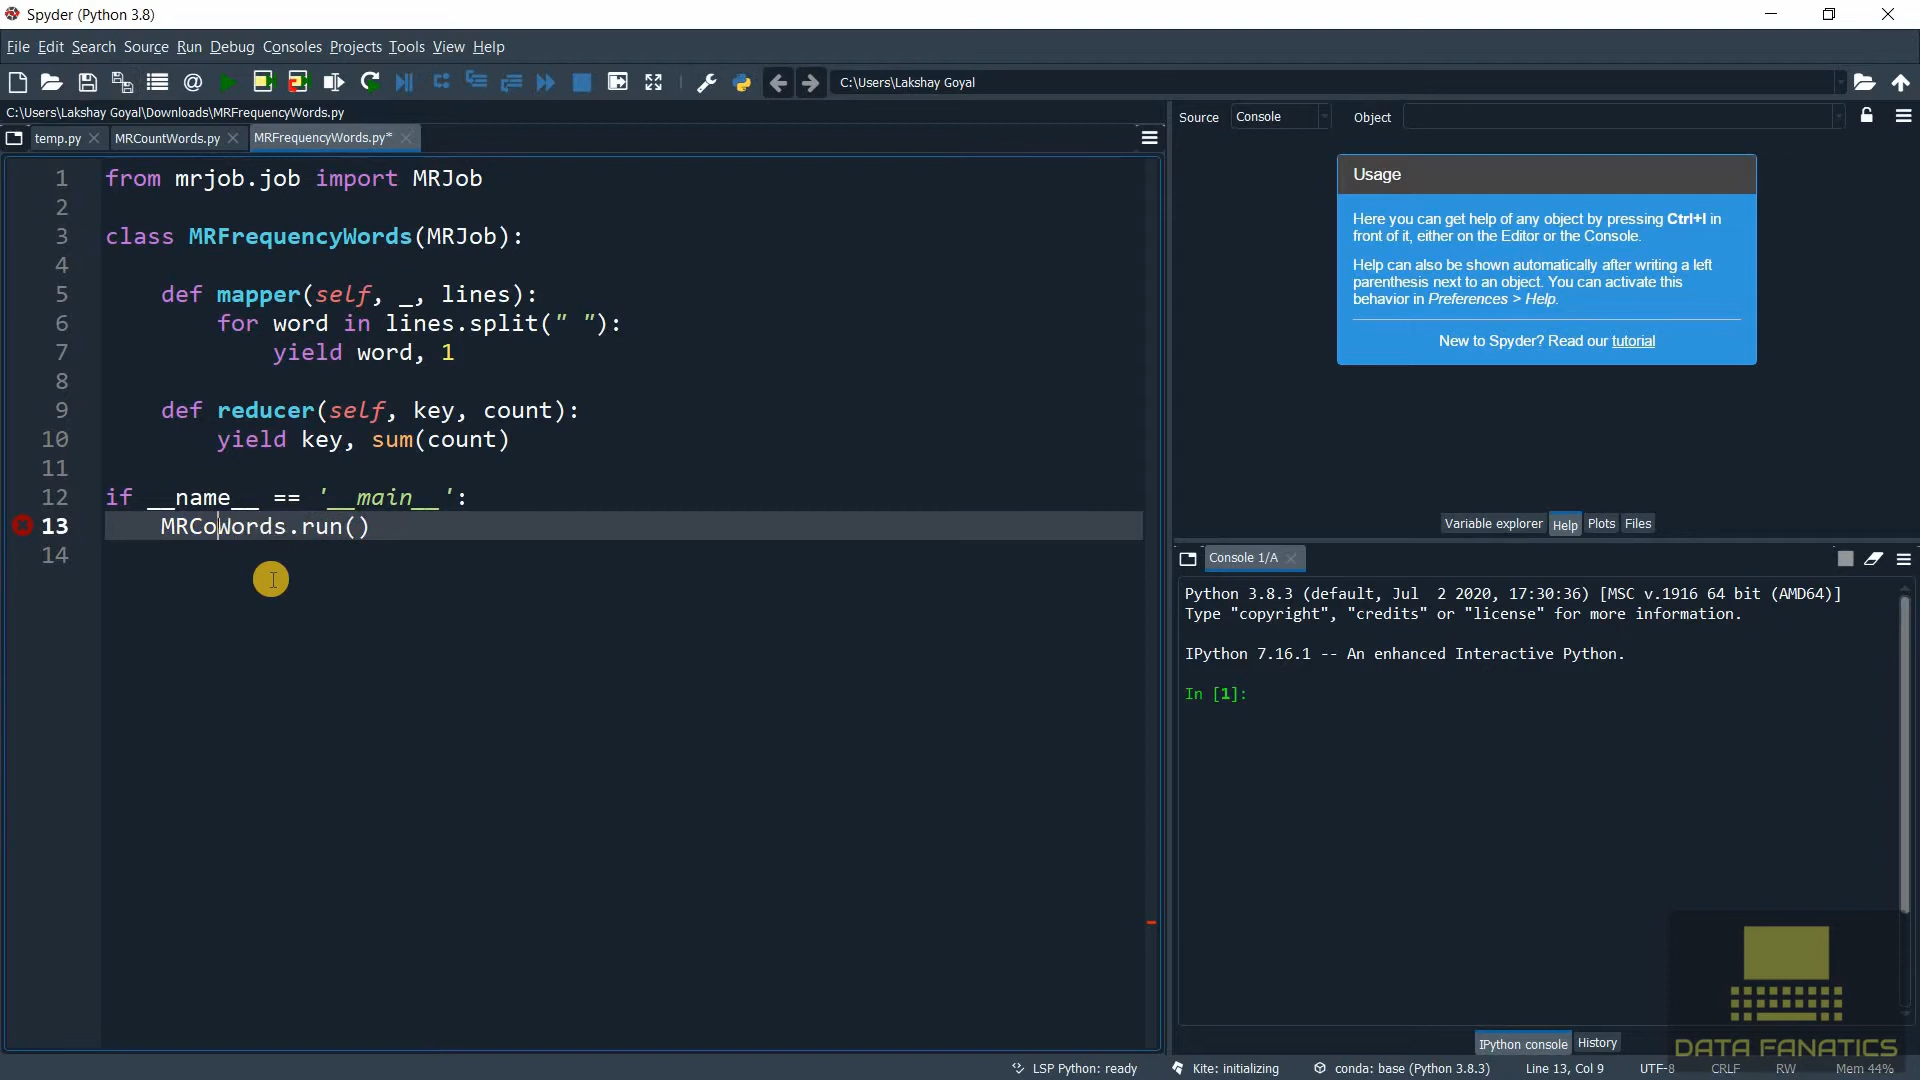 Spyder (Python 3.8)
File Edit Search Source Run Debug Consoles Projects Tools View Help
C:\Users\Lakshay Goyal
C:\Users\Lakshay Goyal\Downloads\MRFrequencyWords.py
temp.py MRCountWords.py MRFrequencyWords.py*
1 from mrjob.job import MRJob
2
3 class MRFrequencyWords(MRJob):
4
5 def mapper(self, _, lines):
6 for word in lines.split(" "):
7 yield word, 1
8
9 def reducer(self, key, count):
10 yield key, sum(count)
11
12 if __name__ == '__main__':
13 MRCoWords.run()
14
Source Console Object
Usage
Here you can get help of any object by pressing Ctrl+I in
front of it, either on the Editor or the Console.
Help can also be shown automatically after writing a left
parenthesis next to an object. You can activate this
behavior in Preferences > Help.
New to Spyder? Read our tutorial
Variable explorer Help Plots Files
Console 1/A
Python 3.8.3 (default, Jul 2 2020, 17:30:36) [MSC v.1916 64 bit (AMD64)]
Type "copyright", "credits" or "license" for more information.
IPython 7.16.1 -- An enhanced Interactive Python.
In [1]:
IPython console History
DATA FANATICS
LSP Python: ready Kite: initializing conda: base (Python 3.8.3) Line 13, Col 9 UTF-8 CRLF RW Mem 44%